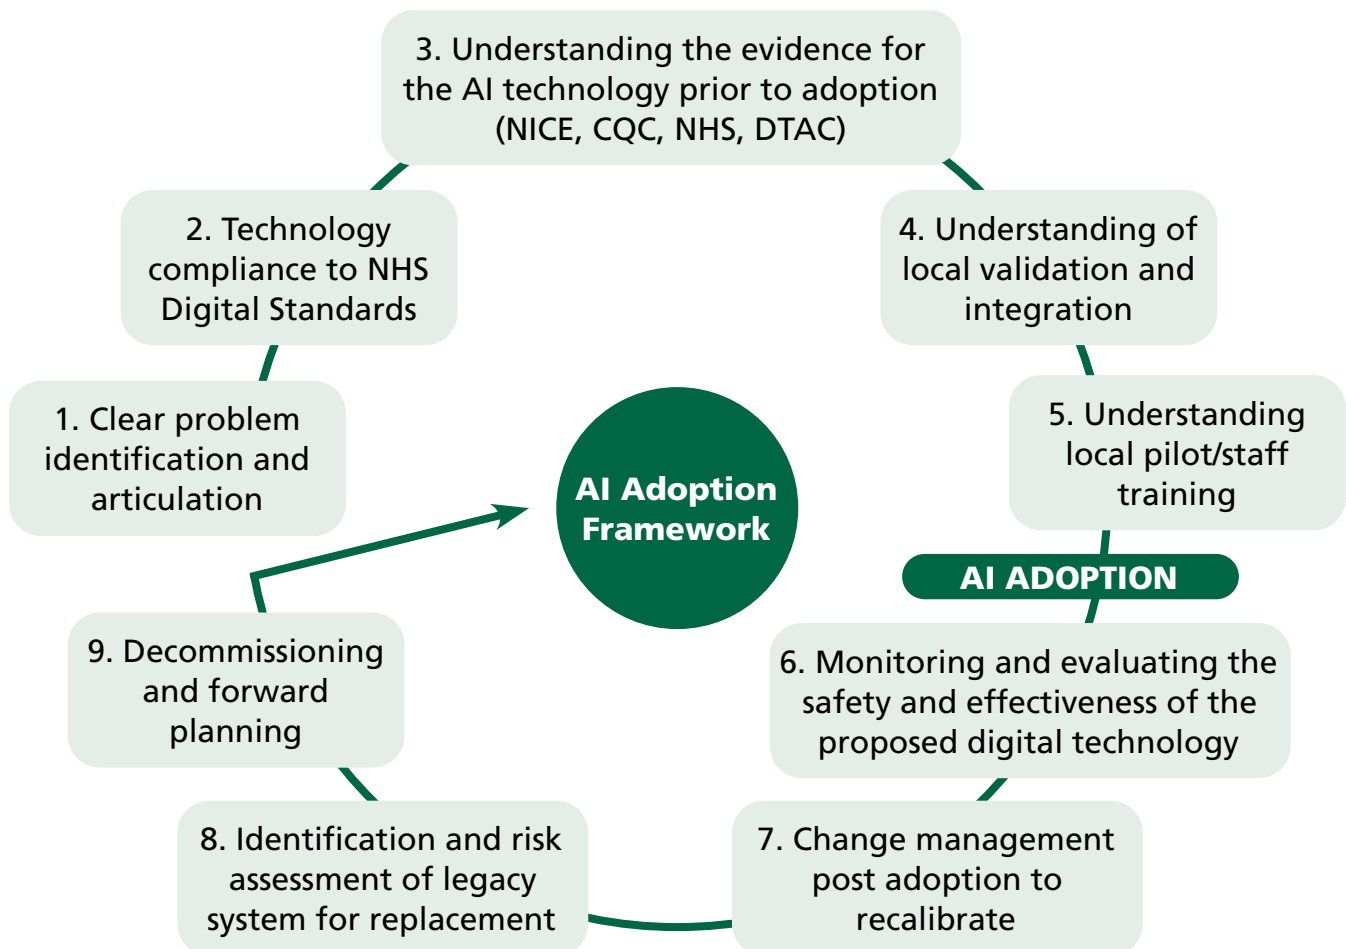 3. Understanding the evidence for
the AI technology prior to adoption
(NICE, CQC, NHS, DTAC)
2. Technology
compliance to NHS
Digital Standards
4. Understanding of
local validation and
integration
1. Clear problem
identification and
articulation
5. Understanding
local pilot/staff
training
AI Adoption
Framework
AI ADOPTION
9. Decommissioning
and forward
planning
6. Monitoring and evaluating the
safety and effectiveness of the
proposed digital technology
8. Identification and risk
assessment of legacy
system for replacement
7. Change management
post adoption to
recalibrate